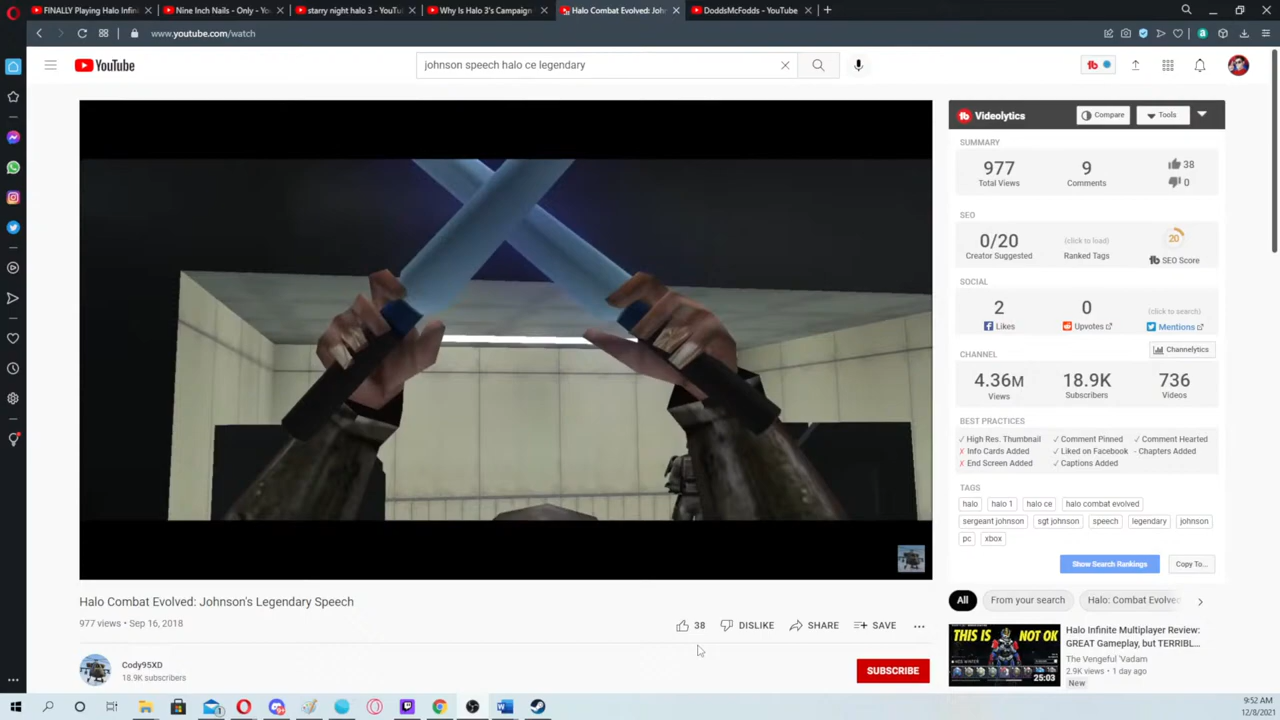 FINALLY Playing Halo Infini
Nine Inch Nails - Only - Yo
starry night halo 3 - YouTu
Why Is Halo 3's Campaign
Halo Combat Evolved: Joh
DoddsMcFodds - YouTube
www.youtube.com/watch
YouTube
johnson speech halo ce legendary
Videolytics
Compare
Tools
SUMMARY
977
9
38
Total Views
Comments
0
SEO
0/20
(click to load)
20
Creator Suggested
Ranked Tags
SEO Score
SOCIAL
2
0
(click to search)
Likes
Upvotes
Mentions
CHANNEL
Channelytics
4.36M
18.9K
736
Views
Subscribers
Videos
BEST PRACTICES
High Res. Thumbnail
Comment Pinned
Comment Hearted
Info Cards Added
Liked on Facebook
- Chapters Added
End Screen Added
Captions Added
TAGS
halo
halo 1
halo ce
halo combat evolved
sergeant johnson
sgt johnson
speech
legendary
johnson
pc
xbox
Show Search Rankings
Copy To...
Halo Combat Evolved: Johnson's Legendary Speech
977 views • Sep 16, 2018
38
DISLIKE
SHARE
SAVE
All
From your search
Halo: Combat Evolve
THIS IS NOT OK
25:03
Halo Infinite Multiplayer Review:
GREAT Gameplay, but TERRIBL...
The Vengeful 'Vadam
2.9K views • 1 day ago
New
Cody95XD
18.9K subscribers
SUBSCRIBE
9:52 AM
12/8/2021